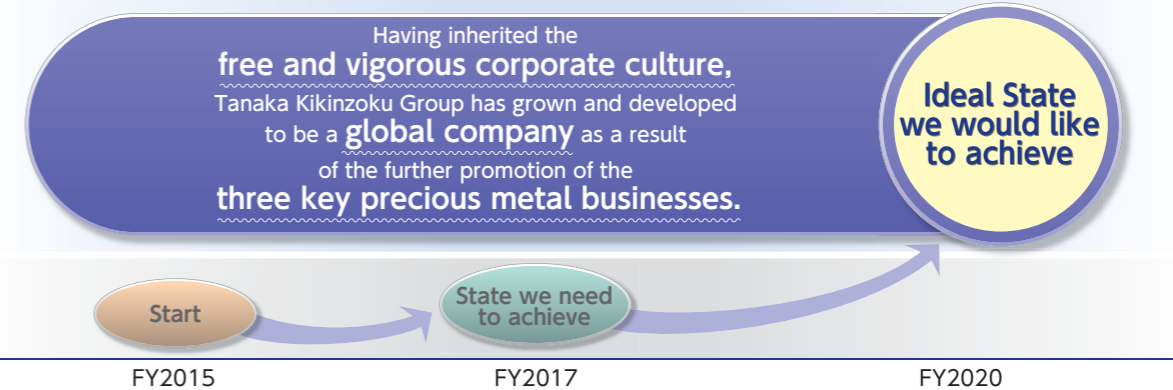 Having inherited the
free and vigorous corporate culture,
Tanaka Kikinzoku Group has grown and developed
to be a global company as a result
of the further promotion of the
three key precious metal businesses.
Ideal State
we would like
to achieve
Start
State we need
to achieve
FY2015
FY2017
FY2020